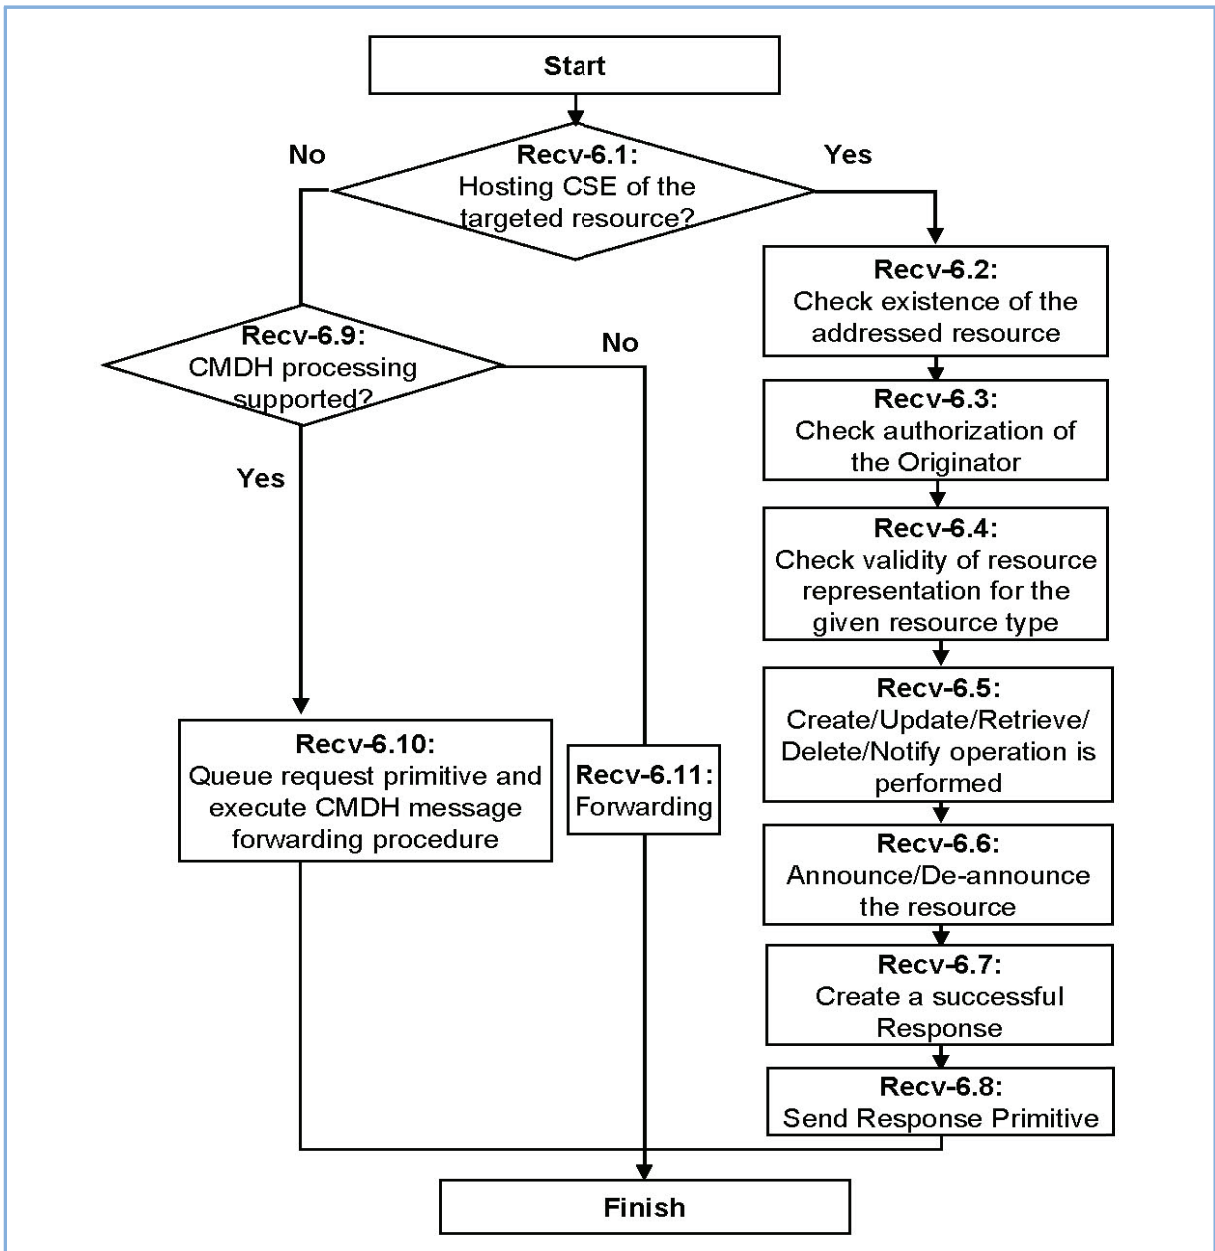 Start
No
Yes
Recv-6.1:
Hosting CSE of the
targeted resource?
Recv-6.2:
Check existence of the
addressed resource
Recv-6.9:
CMDH processing
supported?
No
Recv-6.3:
Check authorization of
the Originator
Yes
Recv-6.4:
Check validity of resource
representation for the
given resource type
Recv-6.5:
Create/Update/Retrieve/
Delete/Notify operation is
performed
Recv-6.10:
Queue request primitive and
execute CMDH message
forwarding procedure
Recv-6.11:
Forwarding
Recv-6.6:
Announce/De-announce
the resource
Recv-6.7:
Create a successful
Response
Recv-6.8:
Send Response Primitive
Finish